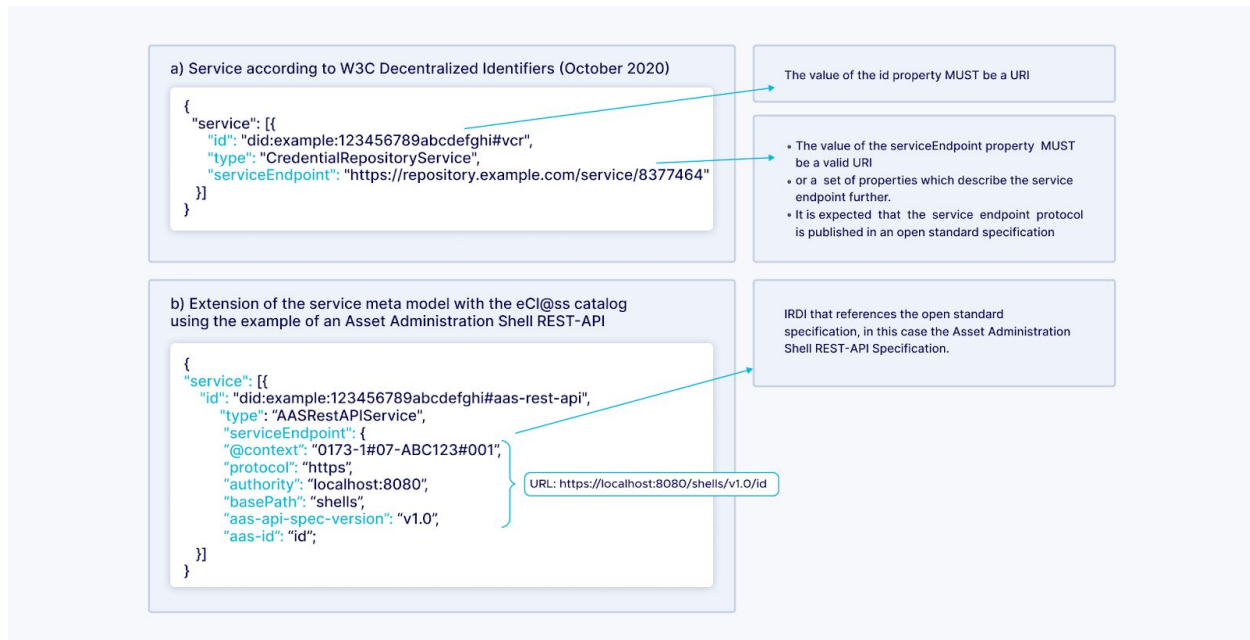 a) Service according to W3C Decentralized Identifiers (October 2020)
{
"service": [{
"id": "did:example:123456789abcdefghi#vcr",
"type": "CredentialRepositoryService",
"serviceEndpoint": "https://repository.example.com/service/8377464"
}]
}
The value of the id property MUST be a URI
• The value of the serviceEndpoint property MUST
be a valid URI
• or a set of properties which describe the service
endpoint further.
• It is expected that the service endpoint protocol
is published in an open standard specification
b) Extension of the service meta model with the eCl@ss catalog
using the example of an Asset Administration Shell REST-API
{
"service": [{
"id": "did:example:123456789abcdefghi#aas-rest-api",
"type": “AASRestAPIService”,
"serviceEndpoint": {
“@context”: “0173-1#07-ABC123#001”,
“protocol”: “https”,
“authority”: “localhost:8080”,
“basePath”: “shells”,
“aas-api-spec-version”: “v1.0”,
“aas-id”: “id”;
}]
}
URL: https://localhost:8080/shells/v1.0/id
IRDI that references the open standard
specification, in this case the Asset Administration
Shell REST-API Specification.